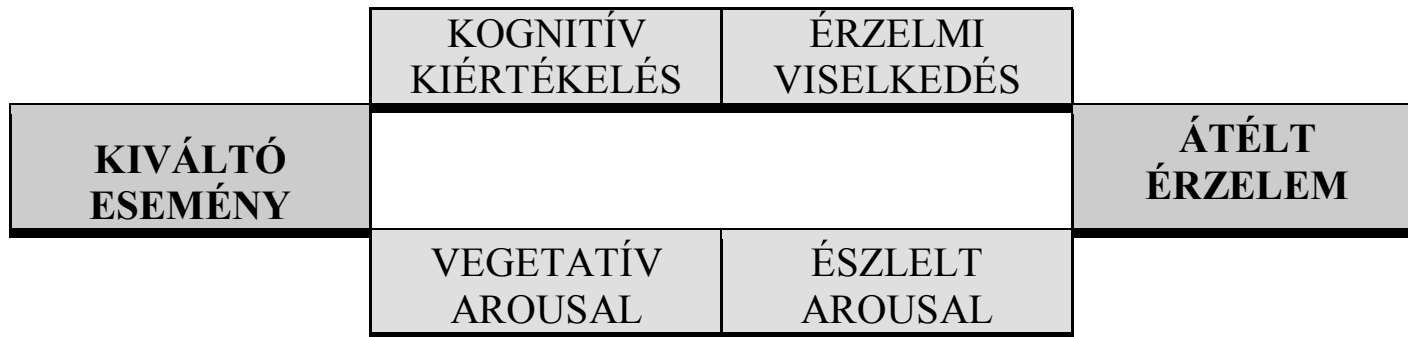 KOGNITÍV
KIÉRTÉKELÉS
ÉRZELMI
VISELKEDÉS
KIVÁLTÓ
ESEMÉNY
ÁTÉLT
ÉRZELEM
VEGETATÍV
AROUSAL
ÉSZLELT
AROUSAL